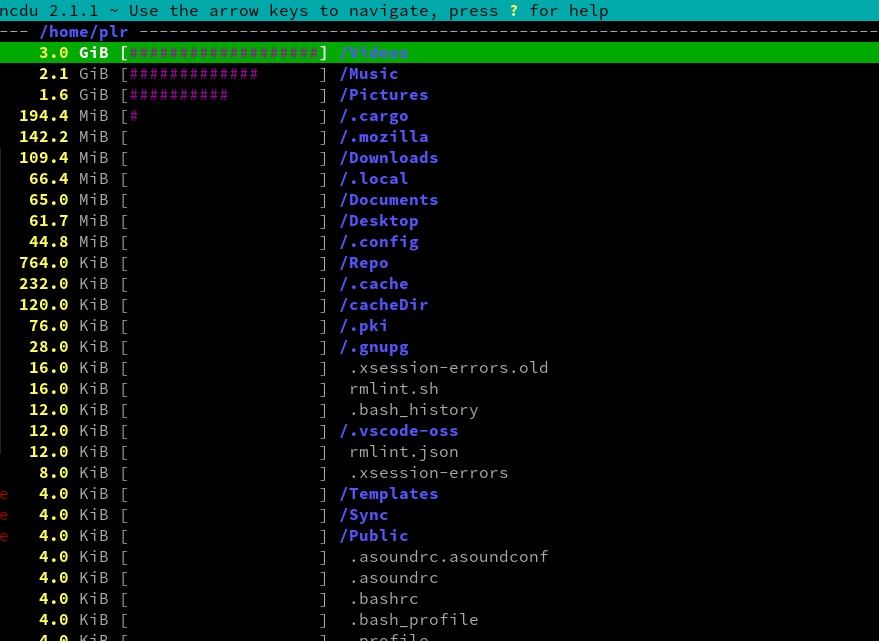 ncdu 2.1.1 ~ Use the arrow keys to navigate, press ? for help
--- /home/plr --------------------------------------------------------------------------
3.0 GiB [###################] /Videos
2.1 GiB [#############      ] /Music
1.6 GiB [##########         ] /Pictures
194.4 MiB [#                  ] /.cargo
142.2 MiB [                   ] /.mozilla
109.4 MiB [                   ] /Downloads
66.4 MiB [                   ] /.local
65.0 MiB [                   ] /Documents
61.7 MiB [                   ] /Desktop
44.8 MiB [                   ] /.config
764.0 KiB [                   ] /Repo
232.0 KiB [                   ] /.cache
120.0 KiB [                   ] /cacheDir
76.0 KiB [                   ] /.pki
28.0 KiB [                   ] /.gnupg
16.0 KiB [                   ] .xsession-errors.old
16.0 KiB [                   ] rmlint.sh
12.0 KiB [                   ] .bash_history
12.0 KiB [                   ] /.vscode-oss
12.0 KiB [                   ] rmlint.json
8.0 KiB [                   ] .xsession-errors
e 4.0 KiB [                   ] /Templates
e 4.0 KiB [                   ] /Sync
e 4.0 KiB [                   ] /Public
4.0 KiB [                   ] .asoundrc.asoundconf
4.0 KiB [                   ] .asoundrc
4.0 KiB [                   ] .bashrc
4.0 KiB [                   ] .bash_profile
4.0 KiB [                   ] .profile